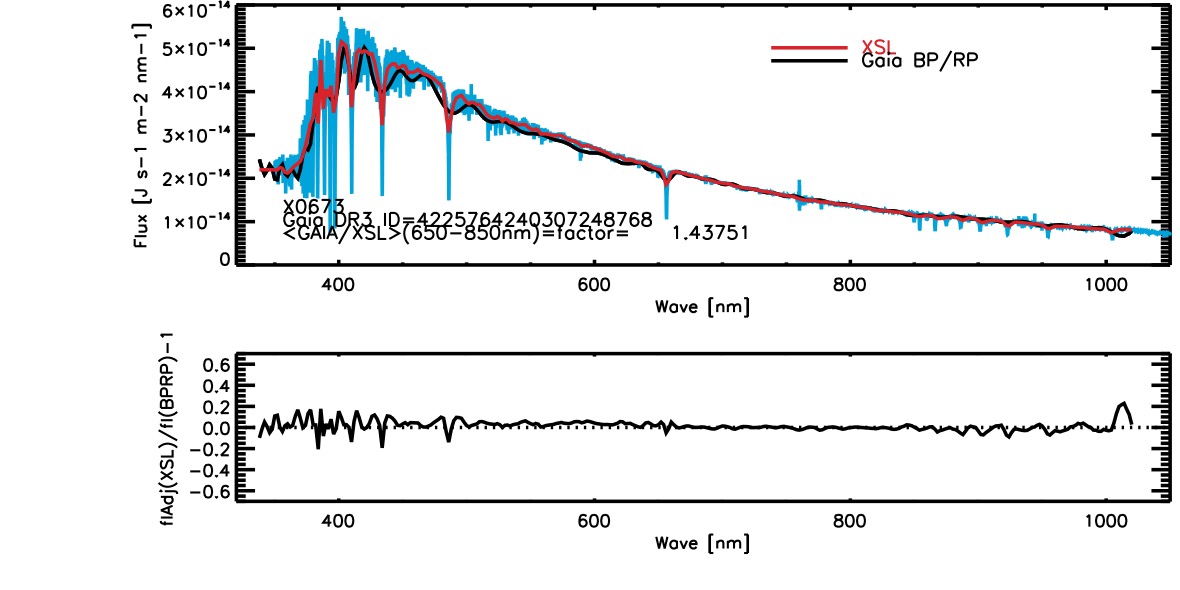 6×10−14
5×10−14
4×10−14
3×10−14
2×10−14
1×10−14
0
Flux [J s−1 m−2 nm−1]
XSL
Gaia BP/RP
X0673
Gaia DR3 ID=4225764240307248768
<GAIA/XSL>(650−850nm)=factor= 1.43751
400 600 800 1000
Wave [nm]
flAdj(XSL)/fl(BPRP)−1
0.6
0.4
0.2
0.0
−0.2
−0.4
−0.6
400 600 800 1000
Wave [nm]